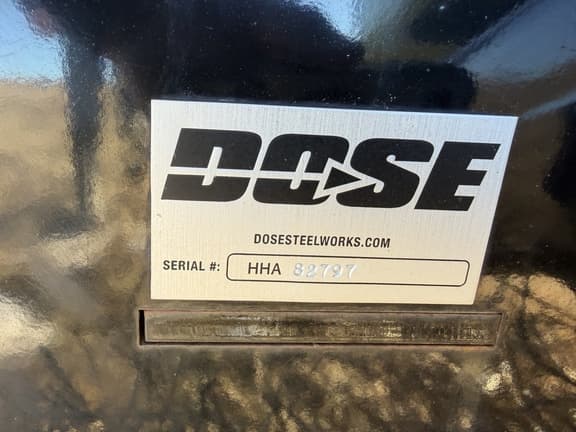 DOSE
DOSESTEELWORKS.COM
SERIAL #: HHA 82797